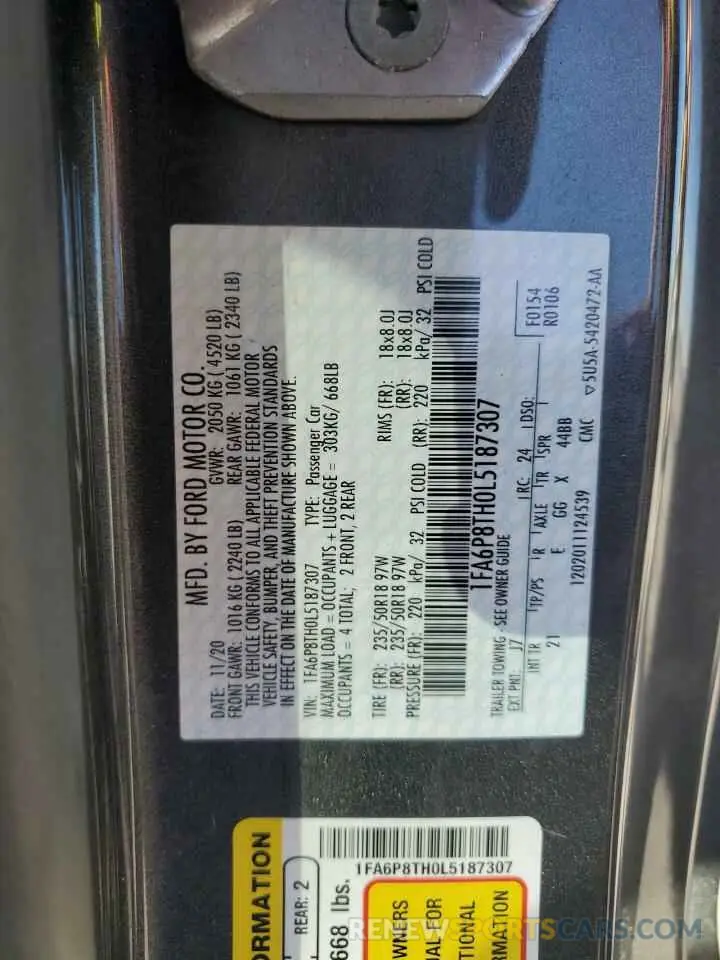 MFD. BY FORD MOTOR CO.
DATE: 11/20 GVWR: 2050 KG ( 4520 LB)
FRONT GAWR: 1016 KG (2240 LB) REAR GAWR: 1061 KG ( 2340 LB)
THIS VEHICLE CONFORMS TO ALL APPLICABLE FEDERAL MOTOR
VEHICLE SAFETY, BUMPER, AND THEFT PREVENTION STANDARDS
IN EFFECT ON THE DATE OF MANUFACTURE SHOWN ABOVE.
VIN: 1FA6P8TH0L5187307 TYPE: Passenger Car
MAXIMUM LOAD = OCCUPANTS + LUGGAGE = 303KG/ 668LB
OCCUPANTS = 4 TOTAL; 2 FRONT, 2 REAR
TIRE (FR): 235/50R18 97W RIMS (FR): 18x8.0J
(RR): 235/50R18 97W (RR): 18x8.0J
PRESSURE (FR): 220 kPa/ 32 PSI COLD (RR): 220 kPa/ 32 PSI COLD
1FA6P8TH0L5187307
TRAILER TOWING - SEE OWNER GUIDE
EXT PNT: J7 RC: 24 DSO: F0154
R0106
INT TR TP/PS R AXLE TR SPR
21 E GG X 44BB
1202011124539 CMC
5U5A-5420472-AA
ORMATION
REAR: 2
668 lbs.
1FA6P8TH0L5187307
OWNERS
AL FOR
TIONAL
RMATION
RENEWSPORTSCARS.COM